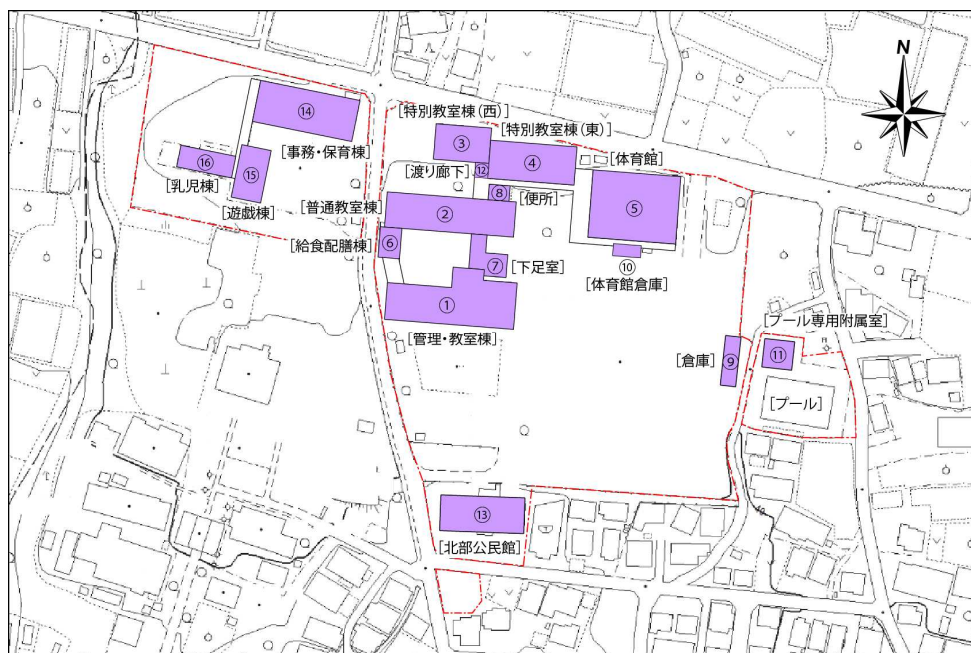 N
⑭
[事務・保育棟]
⑯
[乳児棟]
⑮
[遊戯棟]
[特別教室棟(西)]
③
[特別教室棟(東)]
④
[渡り廊下]
⑫
[体育館]
⑤
⑧
[便所]
[普通教室棟]
②
[給食配膳棟]
⑥
⑦
[下足室]
⑩
[体育館倉庫]
①
[管理・教室棟]
[プール専用附属室]
⑪
[倉庫]
⑨
[プール]
⑬
[北部公民館]